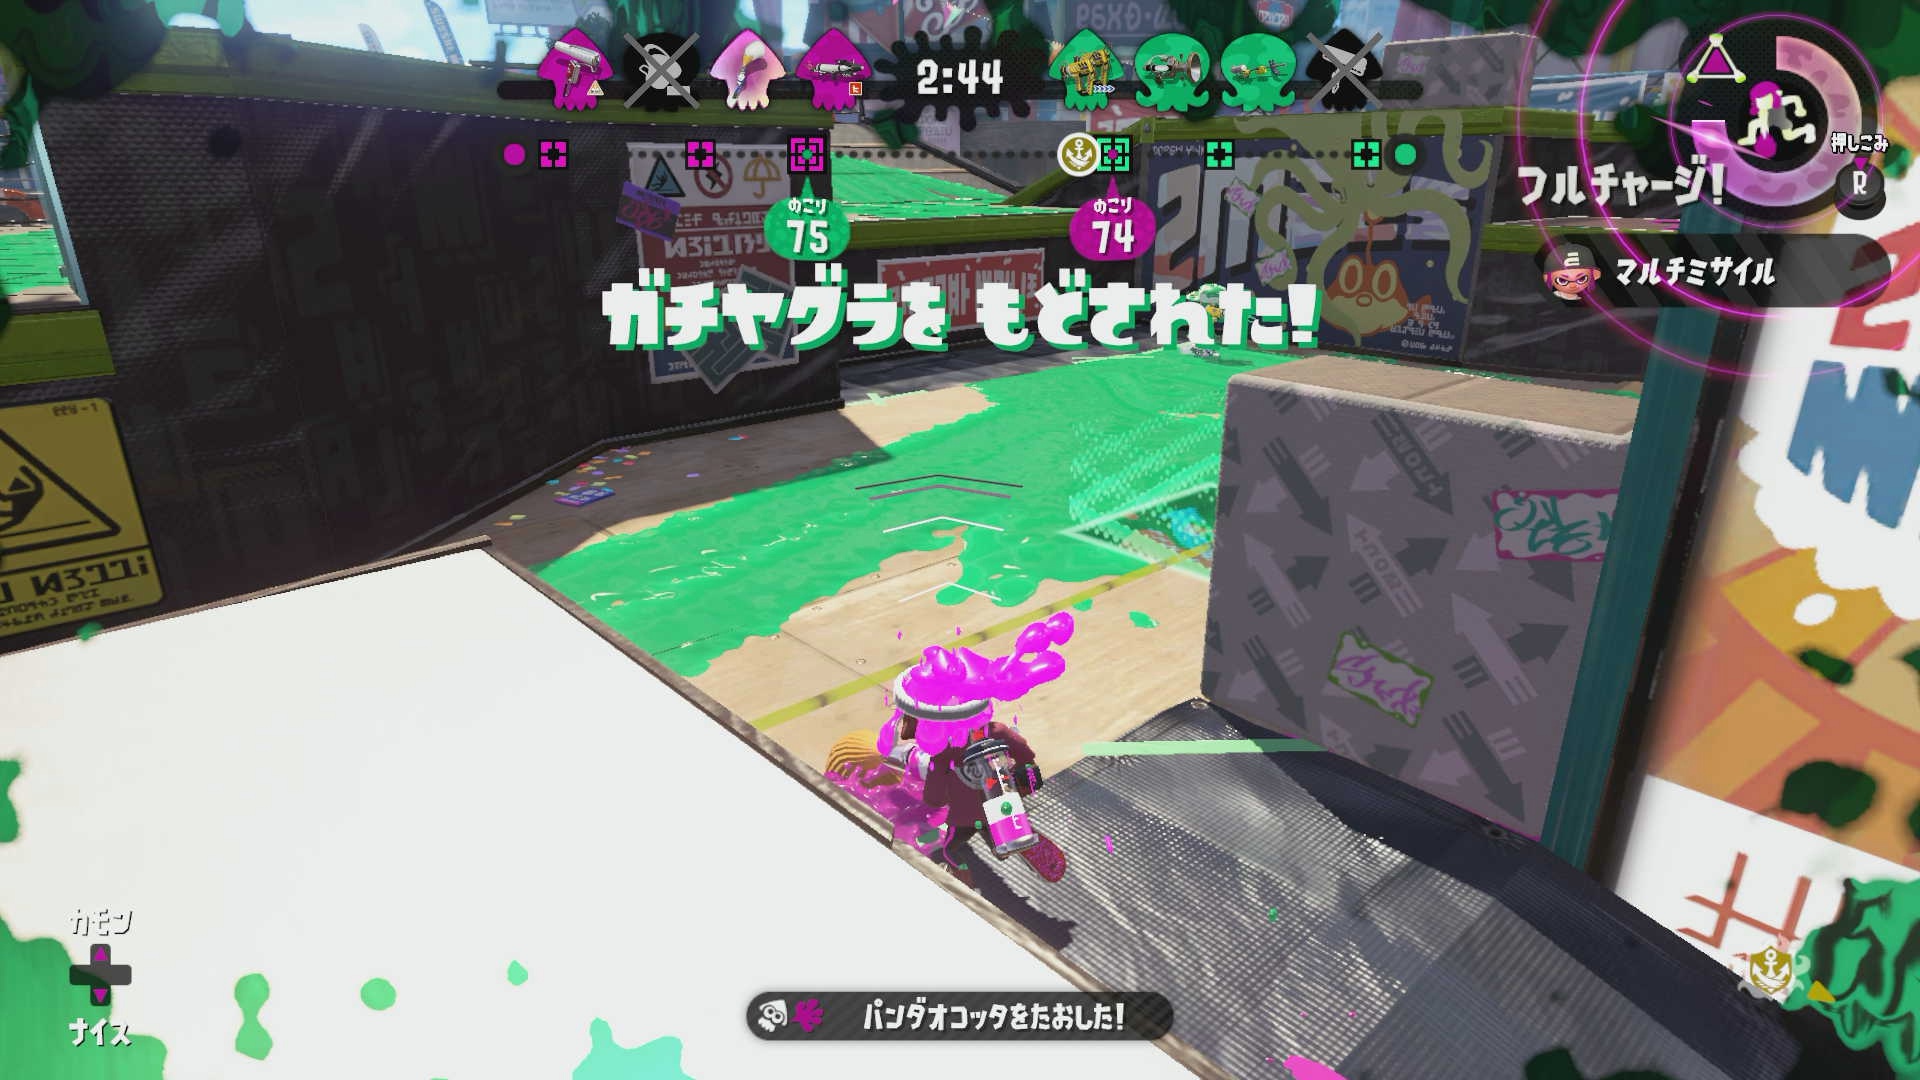 2:44
押しこみ
R
フルチャージ!
のこり
75
のこり
74
マルチミサイル
ガチヤグラを もどされた!
カモン
ナイス
パンダオコッタをたおした!